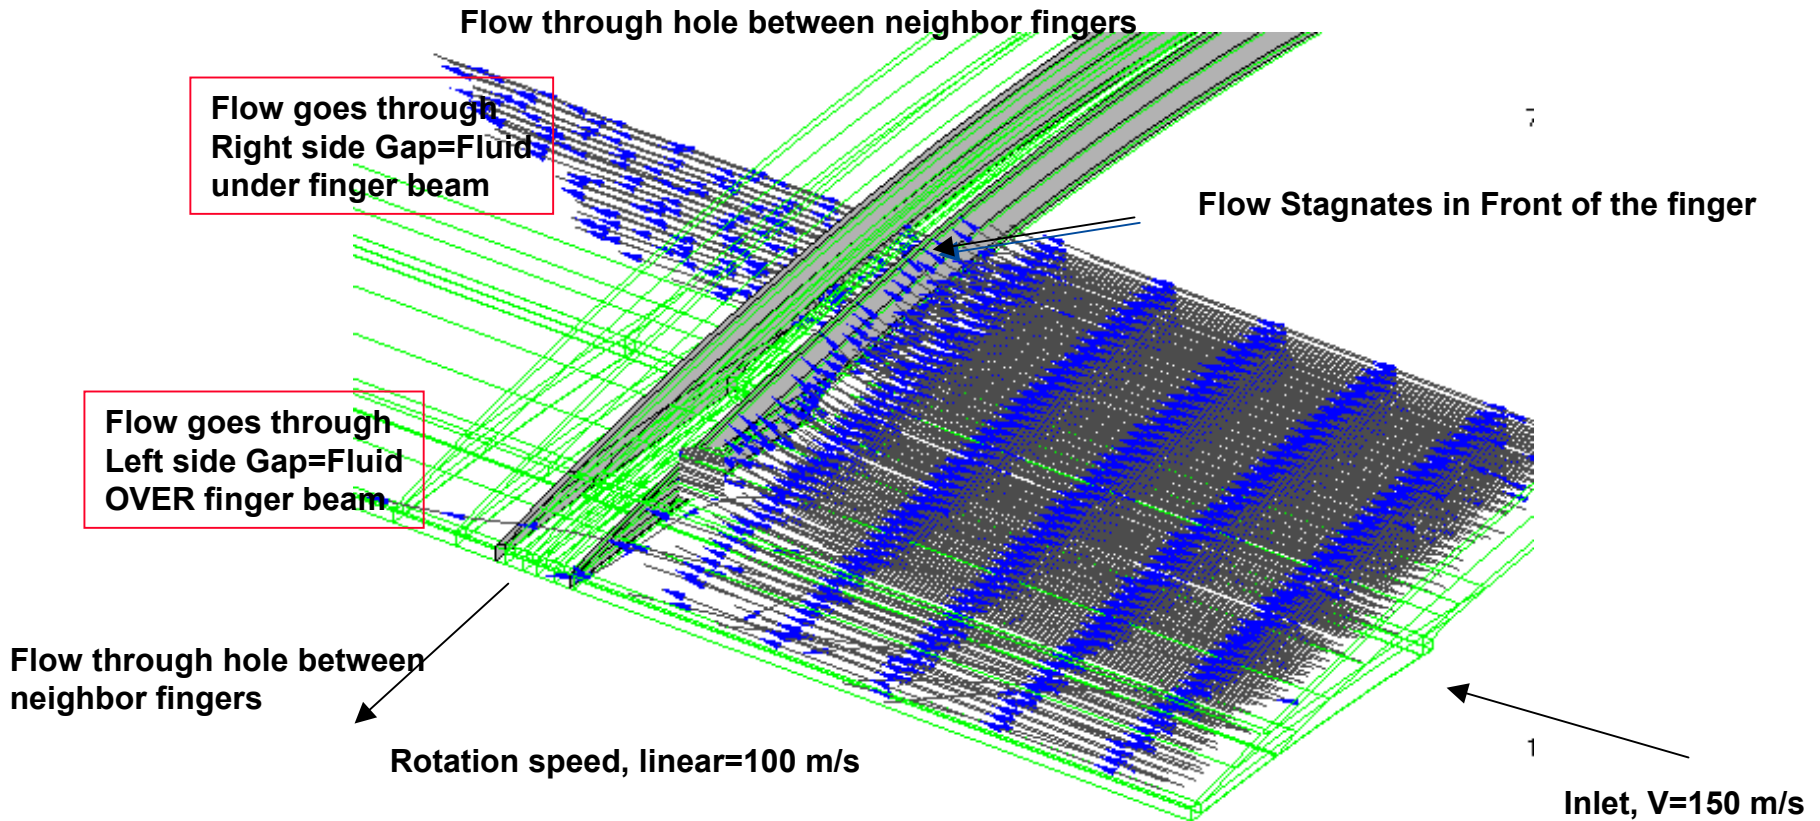 Flow through hole between neighbor fingers
Flow goes through
Right side Gap=Fluid
under finger beam
Flow Stagnates in Front of the finger
Flow goes through
Left side Gap=Fluid
OVER finger beam
Flow through hole between
neighbor fingers
Rotation speed, linear=100 m/s
Inlet, V=150 m/s